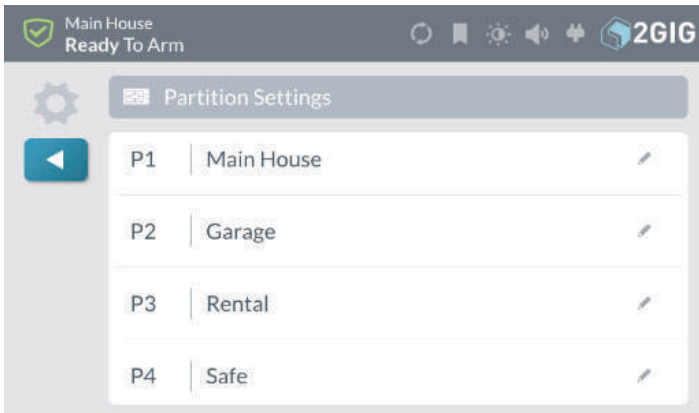 Main House
Ready To Arm
2GIG
Partition Settings
P1 Main House
P2 Garage
P3 Rental
P4 Safe